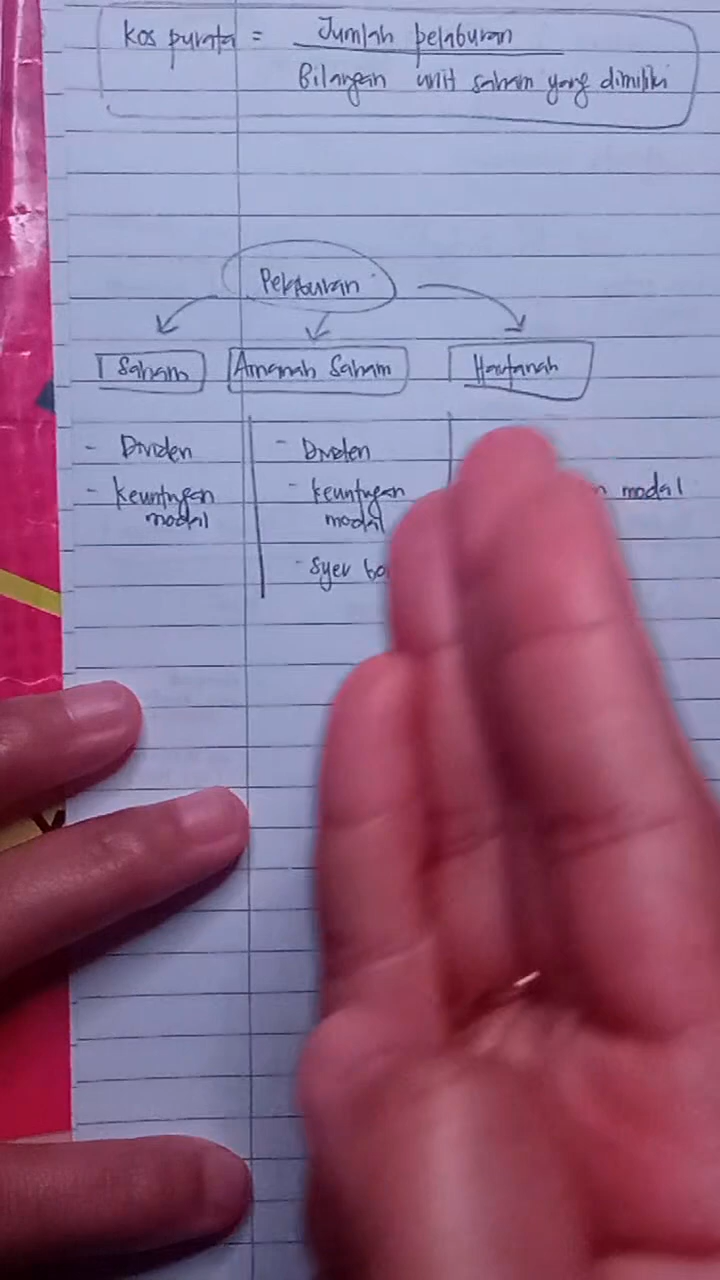 kos purata = Jumlah pelaburan
Bilangan unit saham yang dimiliki
Pelaburan
Saham Amanah Saham Hartanah
- Dividen - Dividen
- keuntungan - keuntungan modal
modal modal
- syer